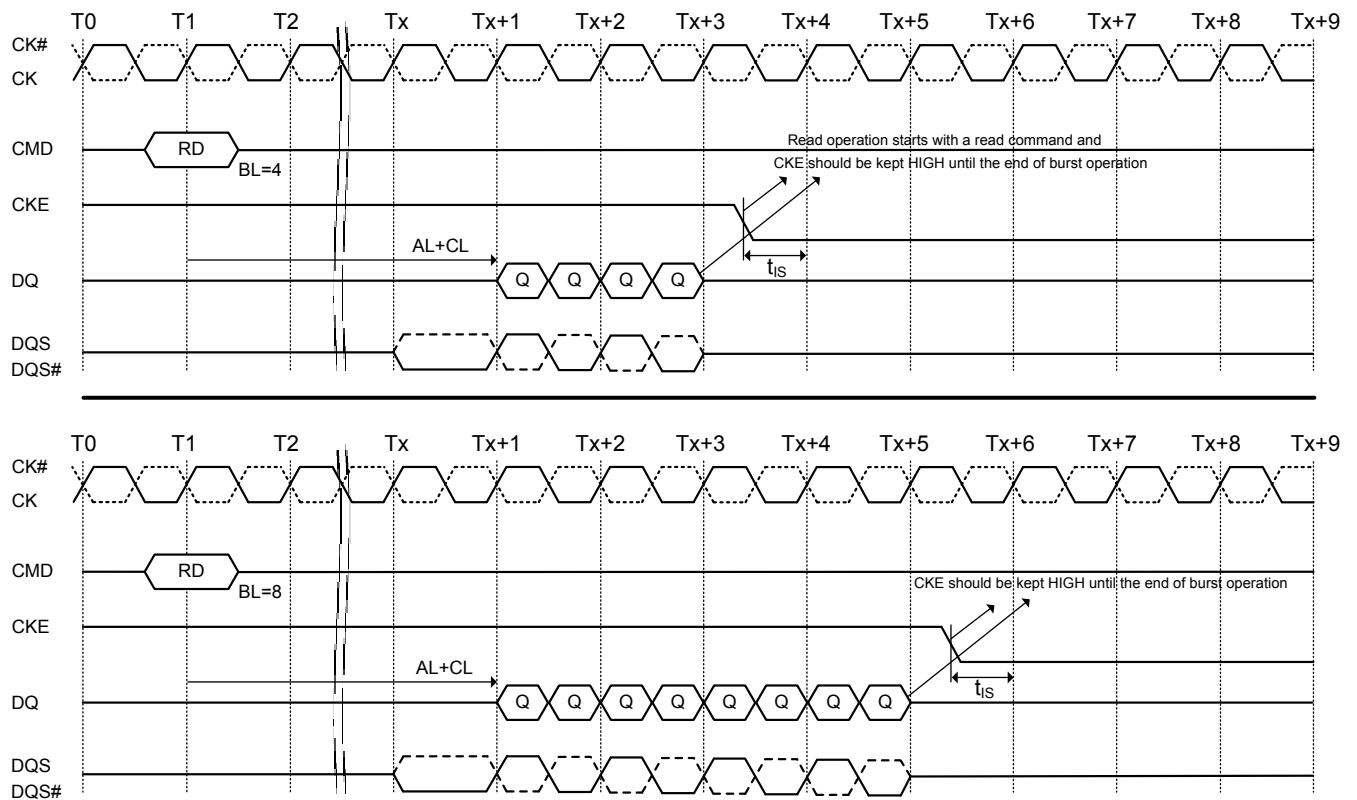 T0 T1 T2 Tx Tx+1 Tx+2 Tx+3 Tx+4 Tx+5 Tx+6 Tx+7 Tx+8 Tx+9
CK#
CK
CMD RD
BL=4
Read operation starts with a read command and
CKE should be kept HIGH until the end of burst operation
CKE
AL+CL
tIS
DQ Q Q Q Q
DQS
DQS#
T0 T1 T2 Tx Tx+1 Tx+2 Tx+3 Tx+4 Tx+5 Tx+6 Tx+7 Tx+8 Tx+9
CK#
CK
CMD RD
BL=8
CKE should be kept HIGH until the end of burst operation
CKE
AL+CL
tIS
DQ Q Q Q Q Q Q Q Q
DQS
DQS#